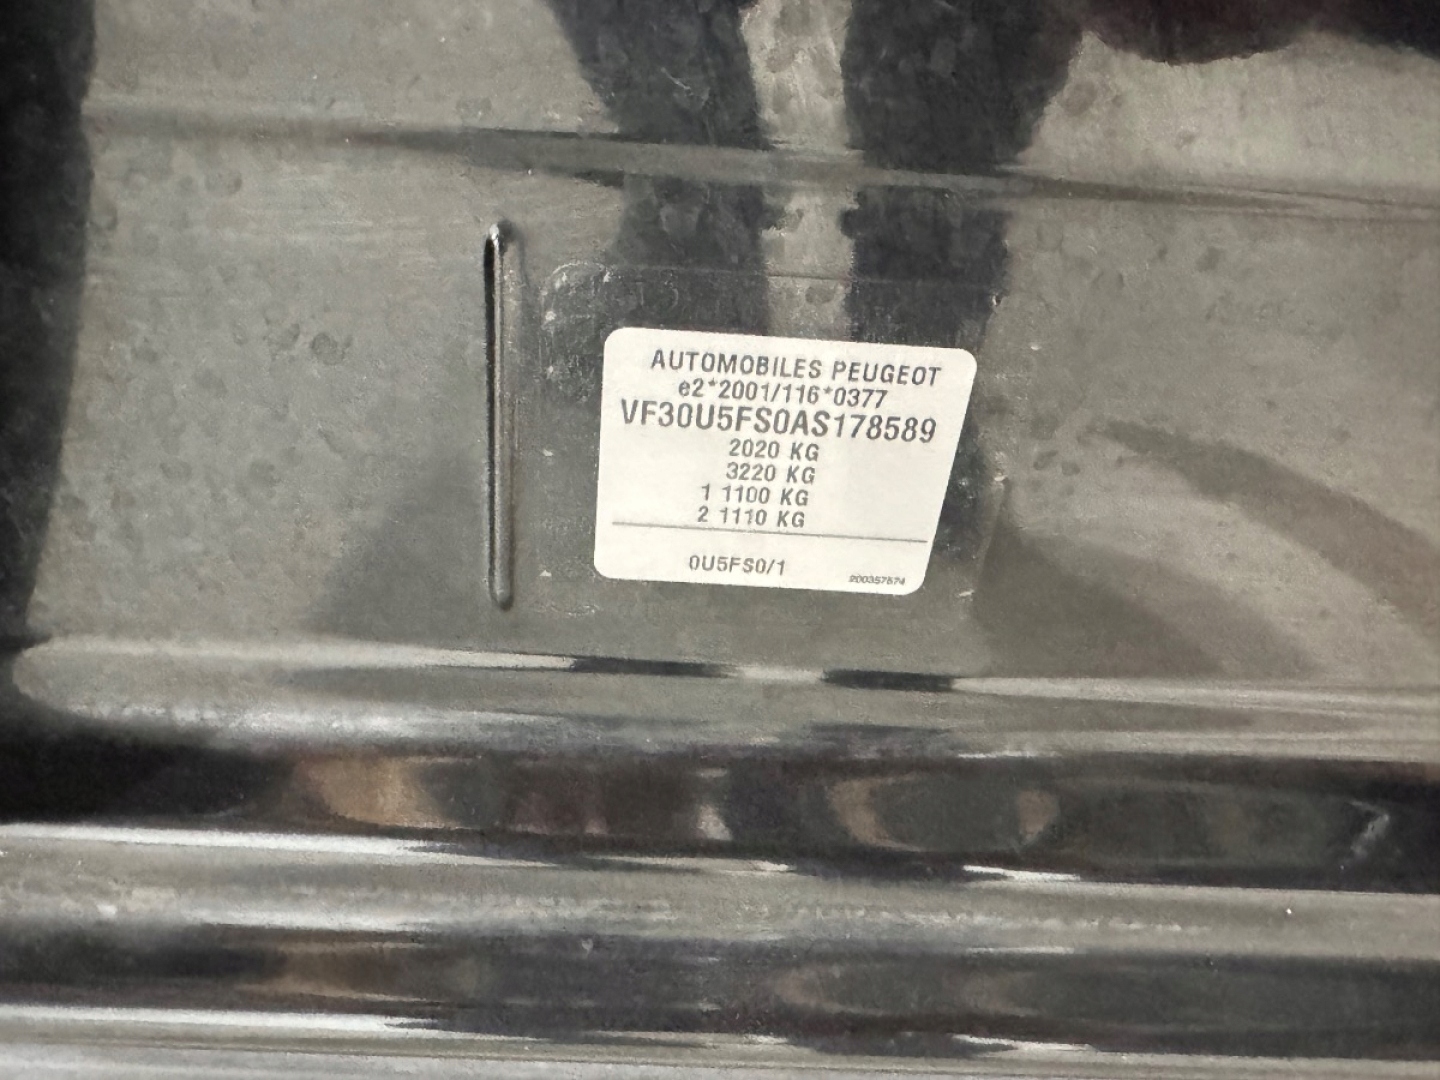 AUTOMOBILES PEUGEOT
e2*2001/116*0377
VF30U5FS0AS178589
2020 KG
3220 KG
1 1100 KG
2 1110 KG
0U5FS0/1
200357574